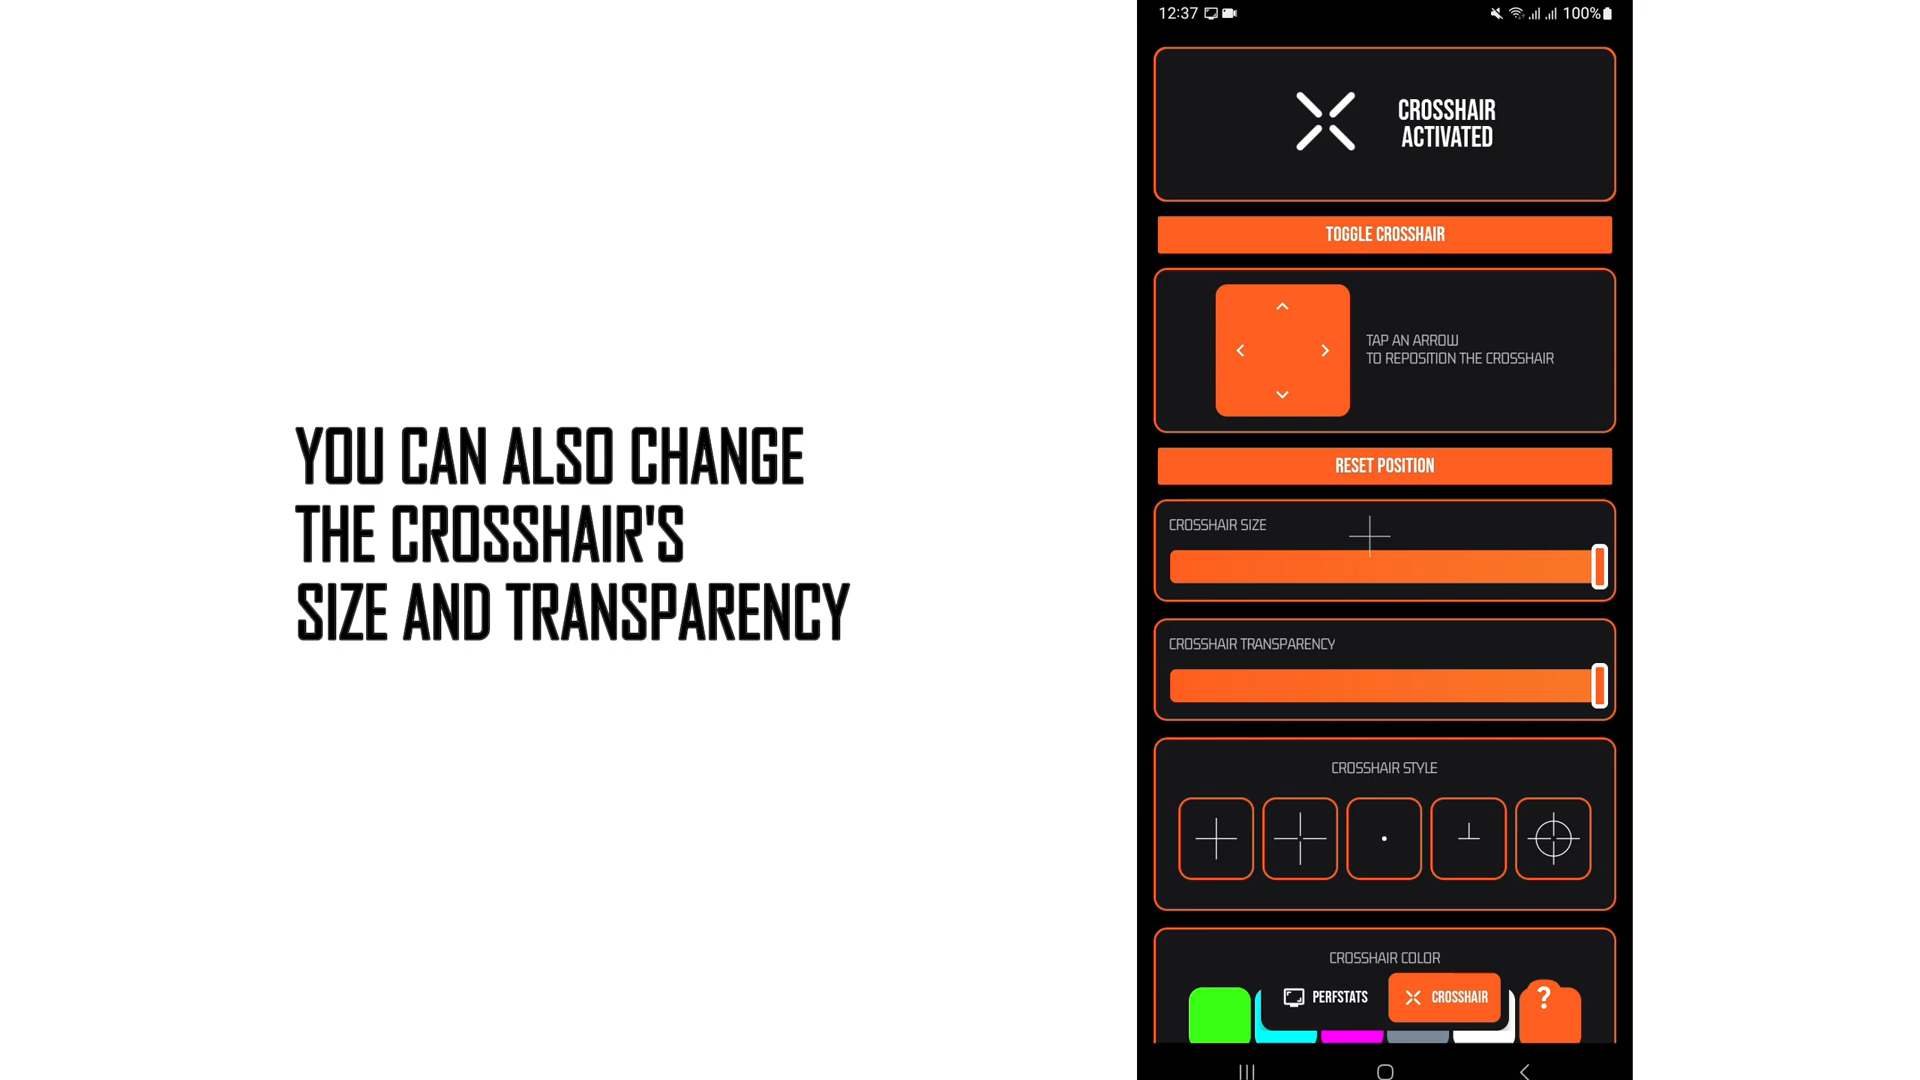 YOU CAN ALSO CHANGE
THE CROSSHAIR'S
SIZE AND TRANSPARENCY
12:37
100%
CROSSHAIR
ACTIVATED
TOGGLE CROSSHAIR
TAP AN ARROW
TO REPOSITION THE CROSSHAIR
RESET POSITION
CROSSHAIR SIZE
CROSSHAIR TRANSPARENCY
CROSSHAIR STYLE
CROSSHAIR COLOR
PERFSTATS
CROSSHAIR
?